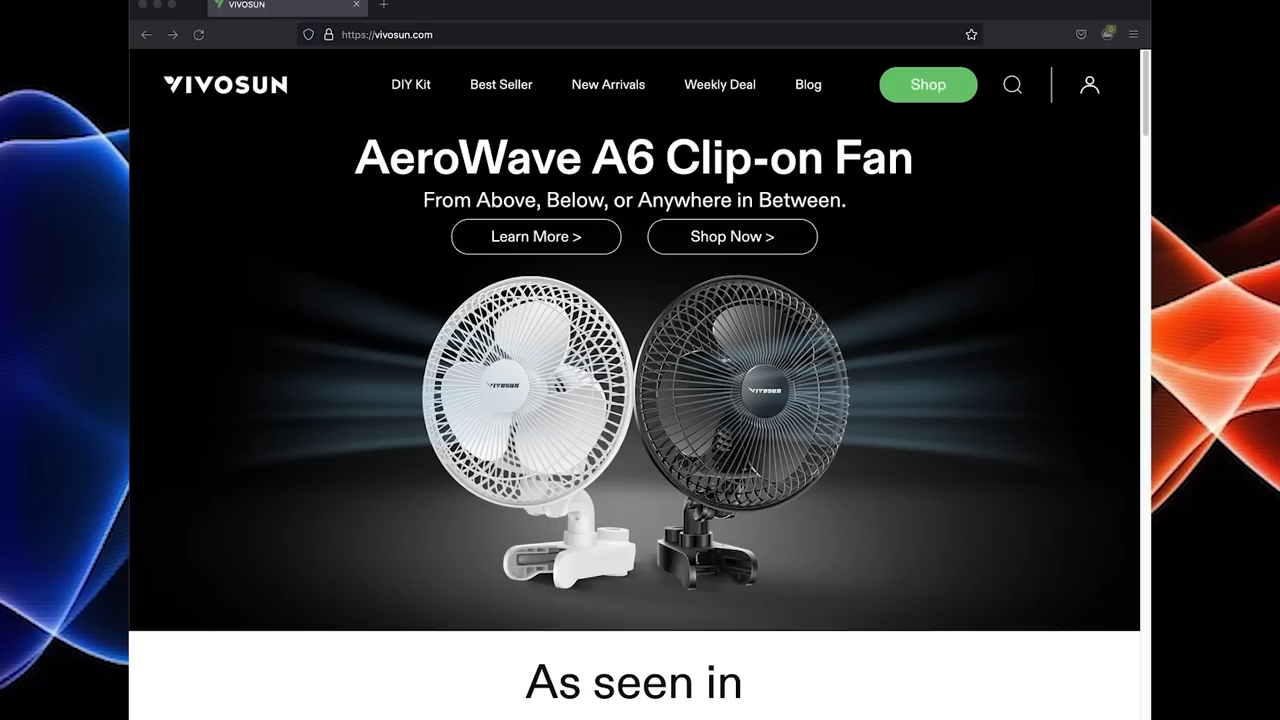 VIVOSUN
https://vivosun.com
VIVOSUN
DIY Kit
Best Seller
New Arrivals
Weekly Deal
Blog
Shop
AeroWave A6 Clip-on Fan
From Above, Below, or Anywhere in Between.
Learn More >
Shop Now >
VIVOSUN
VIVOSUN
As seen in